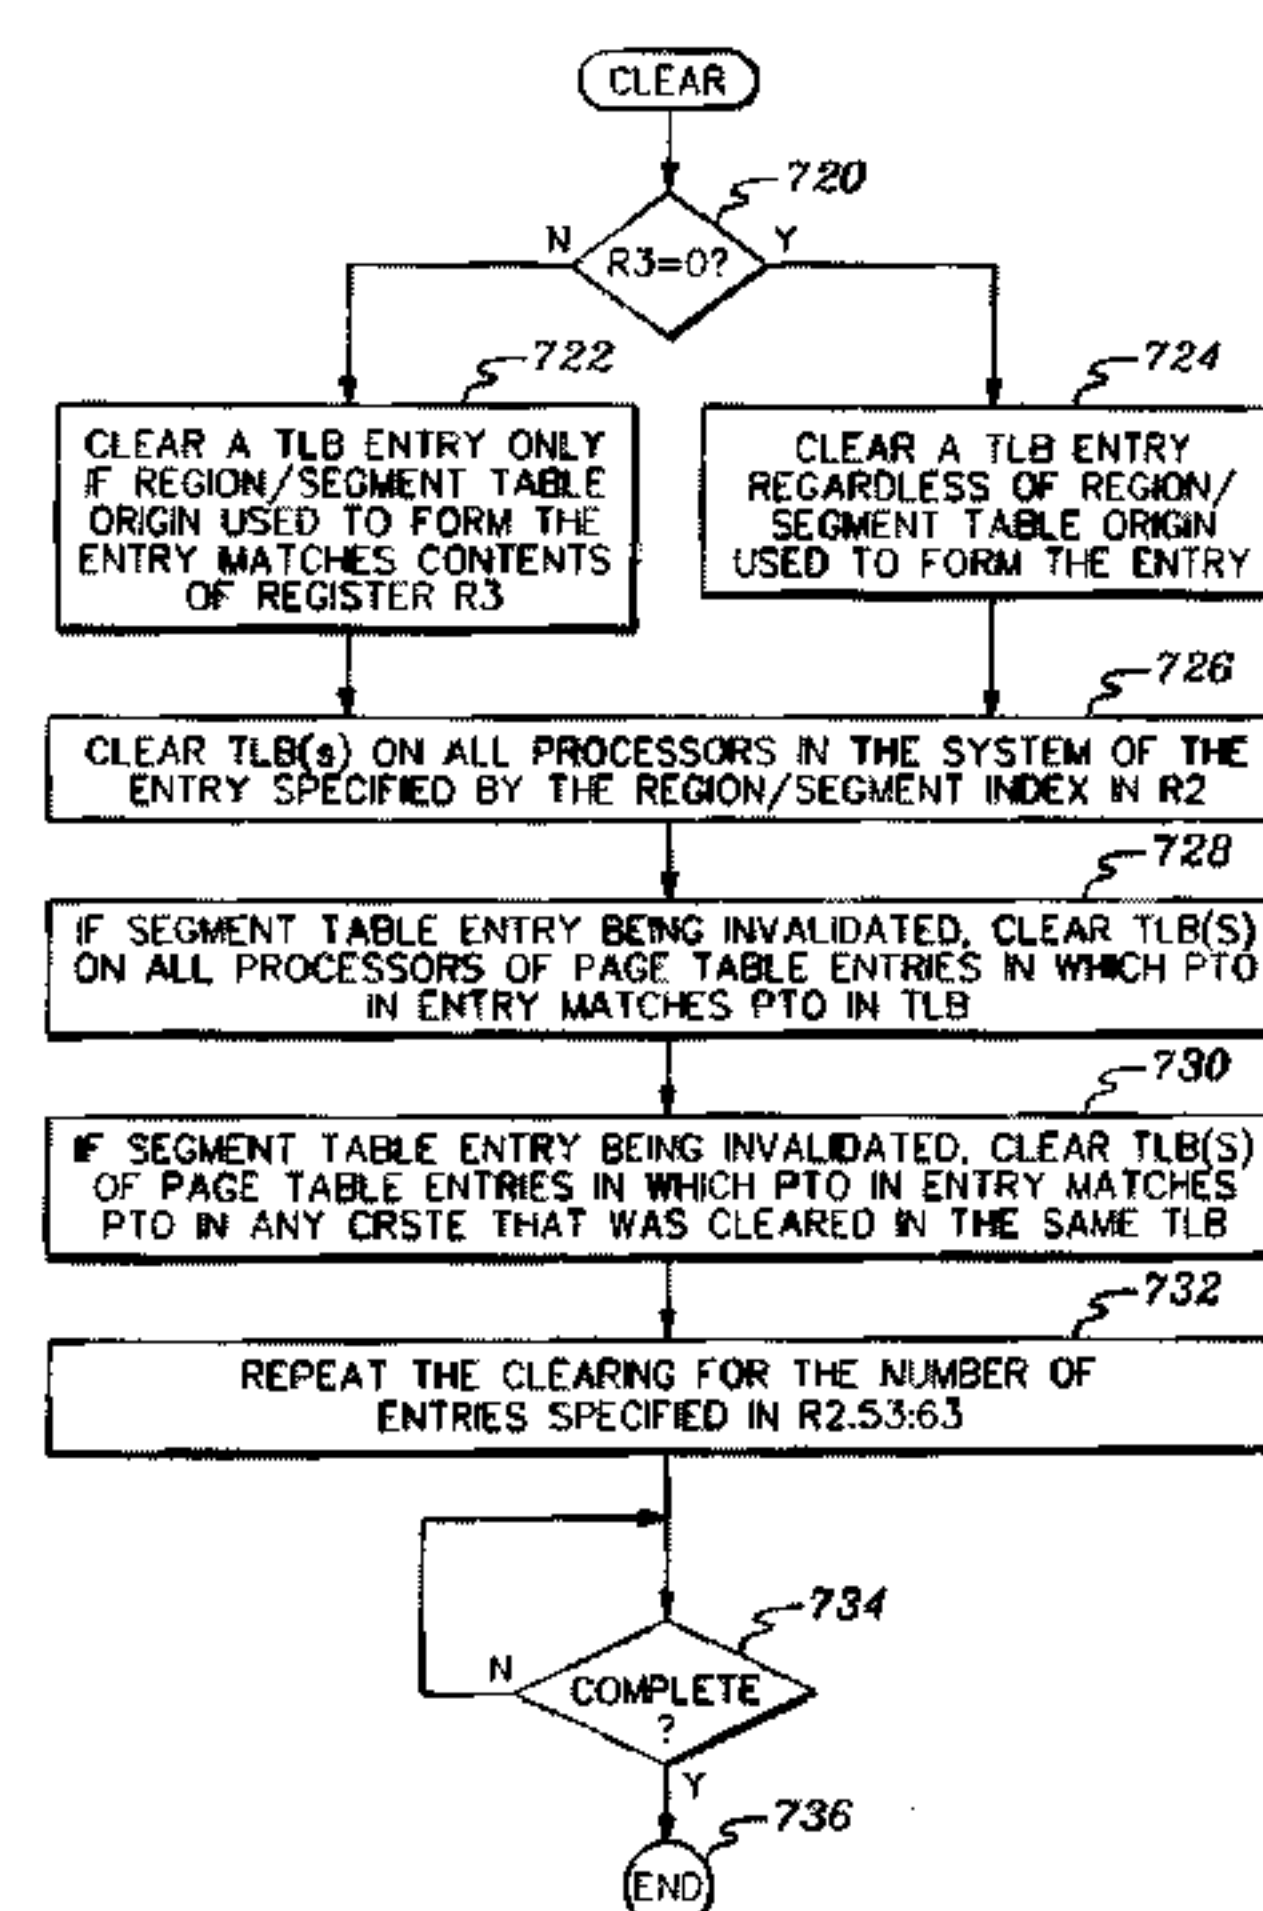 CLEAR
720
N
R3=0?
Y
722
CLEAR A TLB ENTRY ONLY
IF REGION/SEGMENT TABLE
ORIGIN USED TO FORM THE
ENTRY MATCHES CONTENTS
OF REGISTER R3
724
CLEAR A TLB ENTRY
REGARDLESS OF REGION/
SEGMENT TABLE ORIGIN
USED TO FORM THE ENTRY
726
CLEAR TLB(s) ON ALL PROCESSORS IN THE SYSTEM OF THE
ENTRY SPECIFIED BY THE REGION/SEGMENT INDEX IN R2
728
IF SEGMENT TABLE ENTRY BEING INVALIDATED, CLEAR TLB(S)
ON ALL PROCESSORS OF PAGE TABLE ENTRIES IN WHICH PTO
IN ENTRY MATCHES PTO IN TLB
730
IF SEGMENT TABLE ENTRY BEING INVALIDATED, CLEAR TLB(S)
OF PAGE TABLE ENTRIES IN WHICH PTO IN ENTRY MATCHES
PTO IN ANY CRSTE THAT WAS CLEARED IN THE SAME TLB
732
REPEAT THE CLEARING FOR THE NUMBER OF
ENTRIES SPECIFIED IN R2.53:63
734
N
COMPLETE
?
Y
736
END